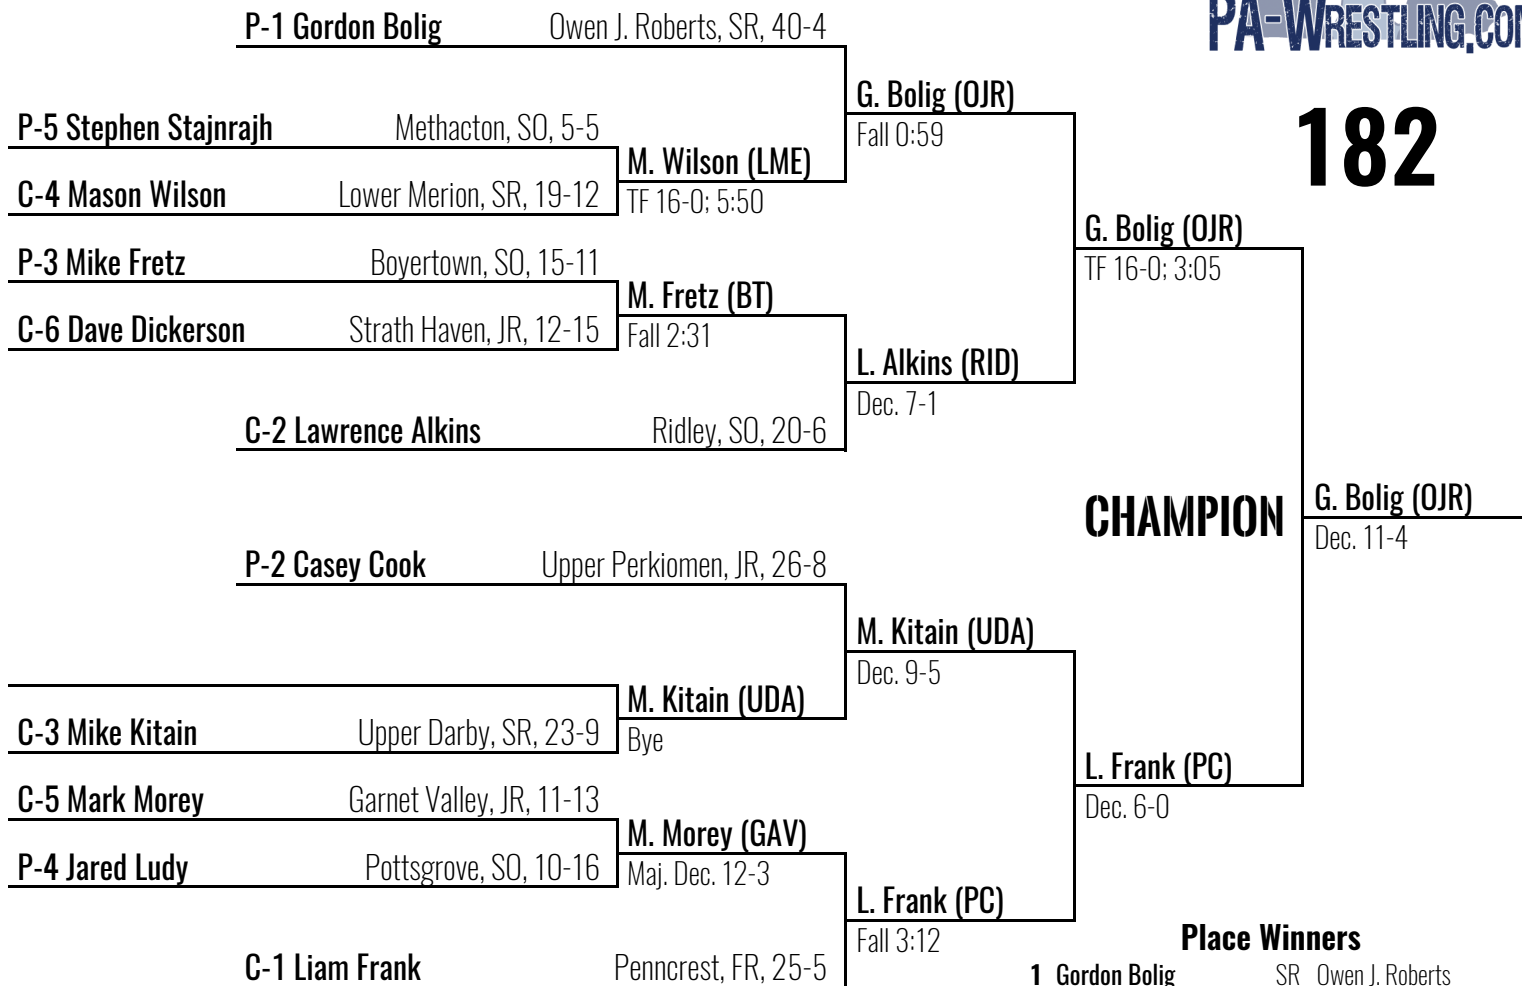 PA-WRESTLING.COM
P-1 Gordon Bolig Owen J. Roberts, SR, 40-4
G. Bolig (OJR)
Fall 0:59
182
P-5 Stephen Stajnrajh Methacton, SO, 5-5
M. Wilson (LME)
TF 16-0; 5:50
C-4 Mason Wilson Lower Merion, SR, 19-12
G. Bolig (OJR)
TF 16-0; 3:05
P-3 Mike Fretz Boyertown, SO, 15-11
M. Fretz (BT)
Fall 2:31
C-6 Dave Dickerson Strath Haven, JR, 12-15
L. Alkins (RID)
Dec. 7-1
C-2 Lawrence Alkins Ridley, SO, 20-6
CHAMPION
G. Bolig (OJR)
Dec. 11-4
P-2 Casey Cook Upper Perkiomen, JR, 26-8
M. Kitain (UDA)
Dec. 9-5
M. Kitain (UDA)
Bye
C-3 Mike Kitain Upper Darby, SR, 23-9
L. Frank (PC)
Dec. 6-0
C-5 Mark Morey Garnet Valley, JR, 11-13
M. Morey (GAV)
Maj. Dec. 12-3
P-4 Jared Ludy Pottsgrove, SO, 10-16
L. Frank (PC)
Fall 3:12
C-1 Liam Frank Penncrest, FR, 25-5
Place Winners
1 Gordon Bolig SR Owen J. Roberts